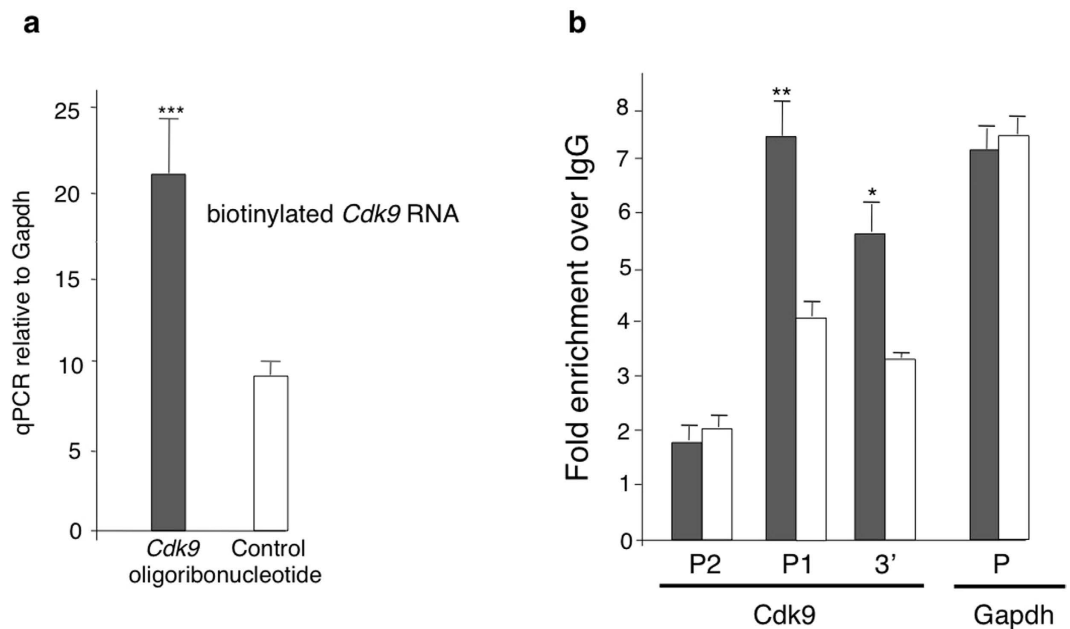 a
qPCR relative to Gapdh
25
20
15
10
5
0
***
biotinylated Cdk9 RNA
Cdk9 Control
oligoribonucleotide
b
Fold enrichment over IgG
8
7
6
5
4
3
2
1
0
**
*
P2 P1 3’ P
Cdk9 Gapdh